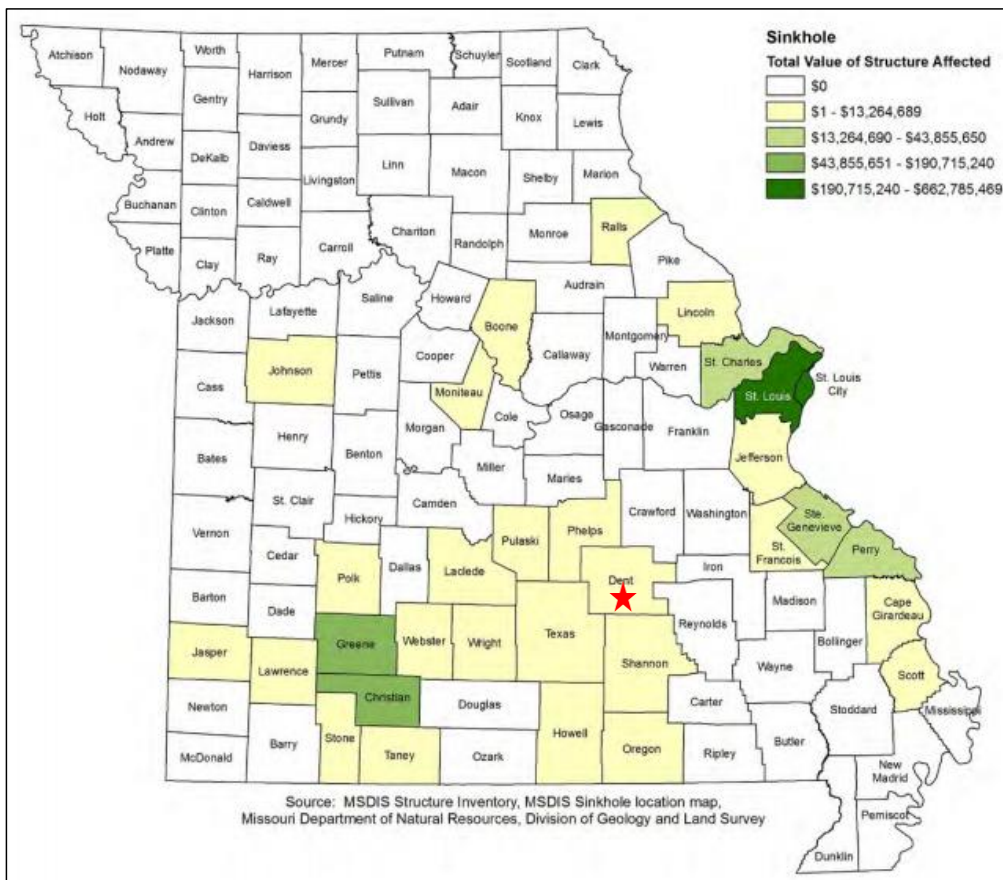 Sinkhole
Total Value of Structure Affected
$0
$1 - $13,264,689
$13,264,690 - $43,855,650
$43,855,651 - $190,715,240
$190,715,240 - $662,785,469
Atchison
Nodaway
Worth
Harrison
Mercer
Putnam
Schuyler
Scotland
Clark
Holt
Gentry
Grundy
Sullivan
Adair
Knox
Lewis
Andrew
DeKalb
Daviess
Livingston
Linn
Macon
Shelby
Marion
Buchanan
Clinton
Caldwell
Platte
Clay
Ray
Carroll
Chariton
Randolph
Monroe
Ralls
Pike
Audrain
Jackson
Lafayette
Saline
Howard
Boone
Callaway
Montgomery
Lincoln
Warren
St. Charles
St. Louis
St. Louis
City
Cass
Johnson
Pettis
Cooper
Moniteau
Cole
Osage
Gasconade
Franklin
Jefferson
Bates
Henry
Benton
Morgan
Miller
Maries
Vernon
St. Clair
Hickory
Camden
Pulaski
Phelps
Crawford
Washington
St.
Francois
Ste.
Genevieve
Perry
Cedar
Polk
Dallas
Laclede
Dent
Iron
Madison
Cape
Girardeau
Barton
Dade
Greene
Webster
Wright
Texas
Reynolds
Bollinger
Jasper
Lawrence
Christian
Douglas
Shannon
Wayne
Scott
Newton
Stone
Howell
Carter
Stoddard
Mississippi
McDonald
Barry
Taney
Ozark
Oregon
Ripley
Butler
New
Madrid
Pemiscot
Dunklin
Source: MSDIS Structure Inventory, MSDIS Sinkhole location map,
Missouri Department of Natural Resources, Division of Geology and Land Survey